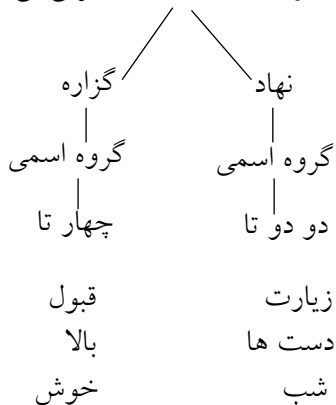 نهاد گزاره
گروه اسمی گروه اسمی
دو دو تا چهار تا
زیارت قبول
دست ها بالا
شب خوش